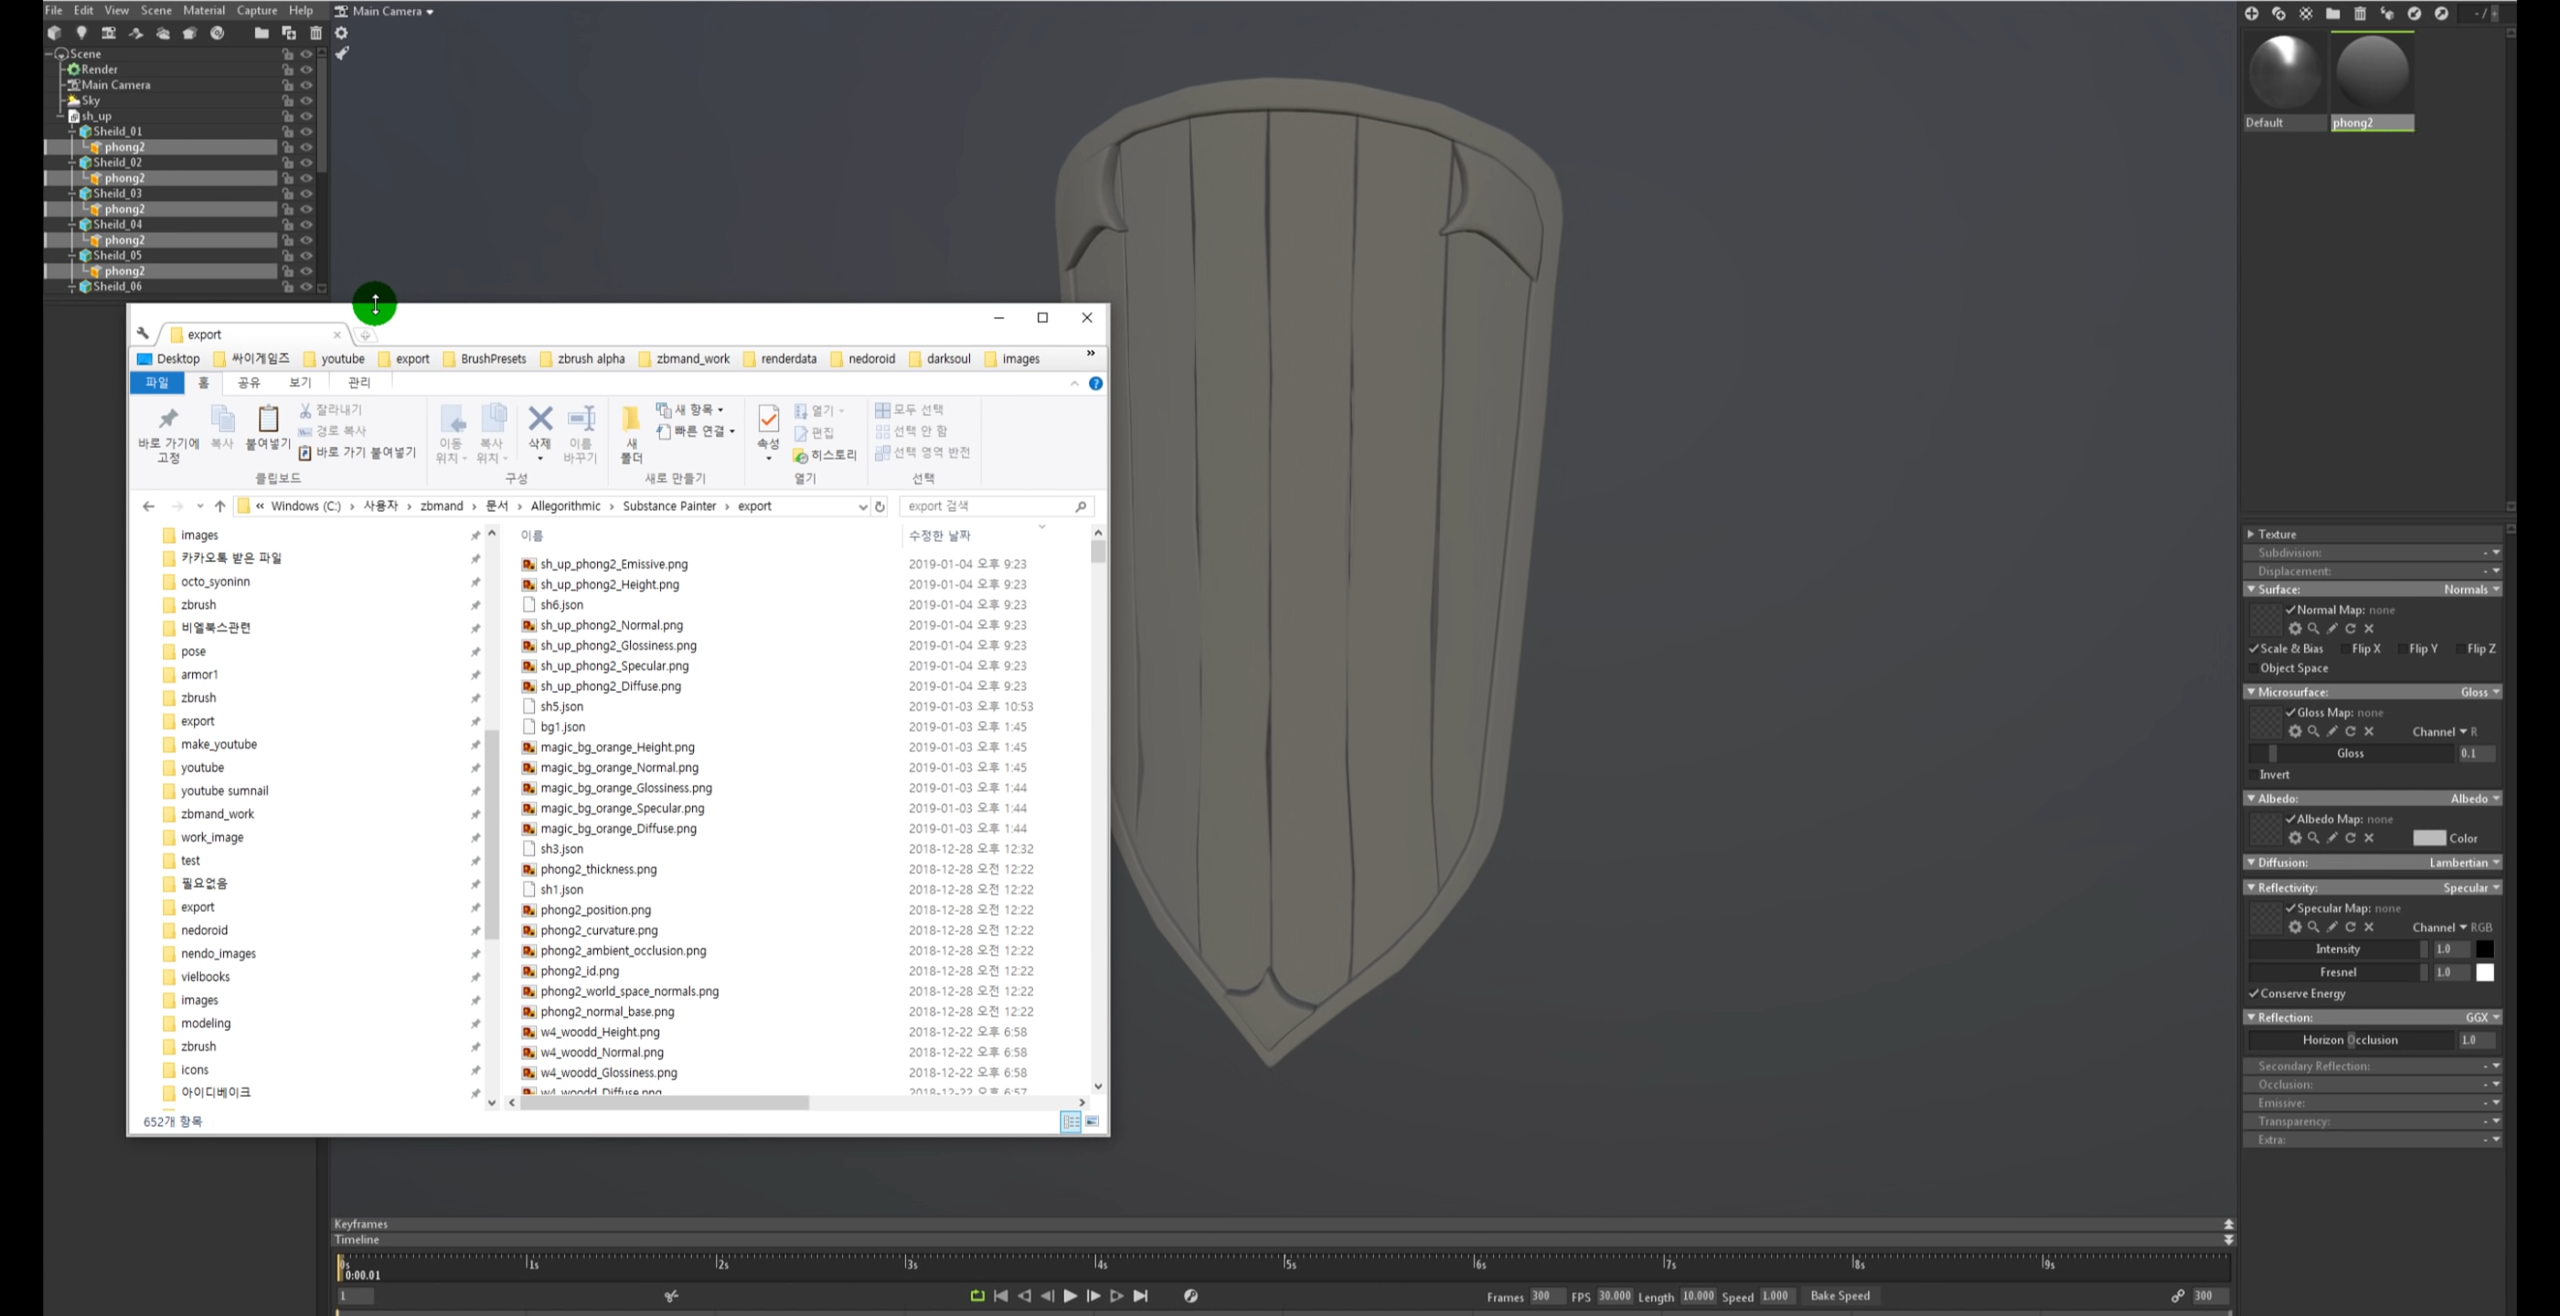 File Edit View Scene Material Capture Help
Main Camera
Scene
Render
Main Camera
Sky
sh_up
Sheild_01
phong2
Sheild_02
phong2
Sheild_03
phong2
Sheild_04
phong2
Sheild_05
phong2
Sheild_06
export
Desktop 싸이게임즈 youtube export BrushPresets zbrush alpha zbmand_work renderdata nedoroid darksoul images
파일 홈 공유 보기 관리
바로 가기에 고정
복사
붙여넣기
잘라내기
경로 복사
바로 가기 붙여넣기
클립보드
이동 위치
복사 위치
삭제
이름 바꾸기
구성
새 폴더
새 항목
빠른 연결
새로 만들기
속성
열기
편집
히스토리
열기
모두 선택
선택 안 함
선택 영역 반전
선택
« Windows (C:) › 사용자 › zbmand › 문서 › Allegorithmic › Substance Painter › export
export 검색
images
카카오톡 받은 파일
octo_syoninn
zbrush
비엘북스관련
pose
armor1
zbrush
export
make_youtube
youtube
youtube sumnail
zbmand_work
work_image
test
필요없음
export
nedoroid
nendo_images
vielbooks
images
modeling
zbrush
icons
아이디베이크
이름 수정한 날짜
sh_up_phong2_Emissive.png 2019-01-04 오후 9:23
sh_up_phong2_Height.png 2019-01-04 오후 9:23
sh6.json 2019-01-04 오후 9:23
sh_up_phong2_Normal.png 2019-01-04 오후 9:23
sh_up_phong2_Glossiness.png 2019-01-04 오후 9:23
sh_up_phong2_Specular.png 2019-01-04 오후 9:23
sh_up_phong2_Diffuse.png 2019-01-04 오후 9:23
sh5.json 2019-01-03 오후 10:53
bg1.json 2019-01-03 오후 1:45
magic_bg_orange_Height.png 2019-01-03 오후 1:45
magic_bg_orange_Normal.png 2019-01-03 오후 1:45
magic_bg_orange_Glossiness.png 2019-01-03 오후 1:44
magic_bg_orange_Specular.png 2019-01-03 오후 1:44
magic_bg_orange_Diffuse.png 2019-01-03 오후 1:44
sh3.json 2018-12-28 오전 12:32
phong2_thickness.png 2018-12-28 오전 12:22
sh1.json 2018-12-28 오전 12:22
phong2_position.png 2018-12-28 오전 12:22
phong2_curvature.png 2018-12-28 오전 12:22
phong2_ambient_occlusion.png 2018-12-28 오전 12:22
phong2_id.png 2018-12-28 오전 12:22
phong2_world_space_normals.png 2018-12-28 오전 12:22
phong2_normal_base.png 2018-12-28 오전 12:22
w4_woodd_Height.png 2018-12-22 오후 6:58
w4_woodd_Normal.png 2018-12-22 오후 6:58
w4_woodd_Glossiness.png 2018-12-22 오후 6:58
w4_woodd_Diffuse.png 2018-12-22 오후 6:57
652개 항목
Default phong2
Texture
Subdivision: -
Displacement: -
Surface: Normals
Normal Map: none
Scale & Bias Flip X Flip Y Flip Z
Object Space
Microsurface: Gloss
Gloss Map: none
Channel R
Gloss 0.1
Invert
Albedo: Albedo
Albedo Map: none
Color
Diffusion: Lambertian
Reflectivity: Specular
Specular Map: none
Channel RGB
Intensity 1.0
Fresnel 1.0
Conserve Energy
Reflection: GGX
Horizon Occlusion 1.0
Secondary Reflection: -
Occlusion: -
Emissive: -
Transparency: -
Extra: -
Keyframes
Timeline
0s 1s 2s 3s 4s 5s 6s 7s 8s 9s
0:00.01
1 Frames 300 FPS 30.000 Length 10.000 Speed 1.000 Bake Speed 300